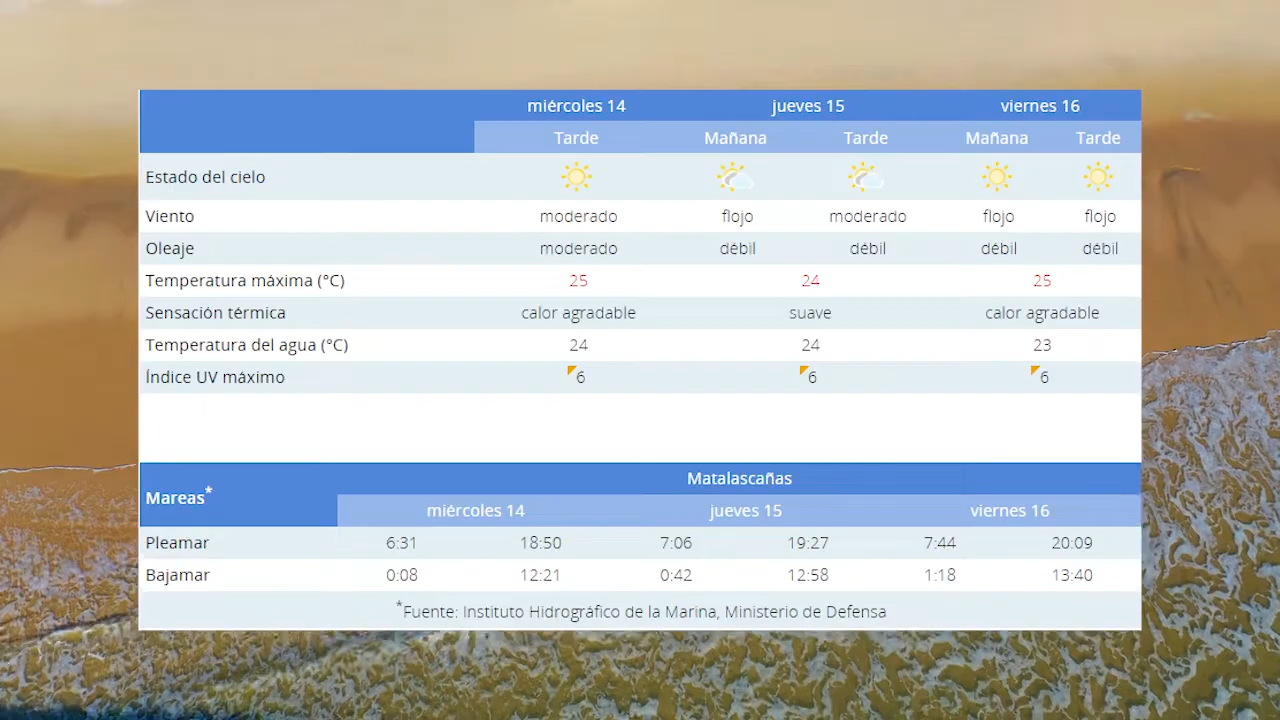 miércoles 14 jueves 15 viernes 16
Tarde Mañana Tarde Mañana Tarde
Estado del cielo
Viento moderado flojo moderado flojo flojo
Oleaje moderado débil débil débil débil
Temperatura máxima (°C) 25 24 25
Sensación térmica calor agradable suave calor agradable
Temperatura del agua (°C) 24 24 23
Índice UV máximo 6 6 6
Matalascañas
Mareas*
miércoles 14 jueves 15 viernes 16
Pleamar 6:31 18:50 7:06 19:27 7:44 20:09
Bajamar 0:08 12:21 0:42 12:58 1:18 13:40
*Fuente: Instituto Hidrográfico de la Marina, Ministerio de Defensa